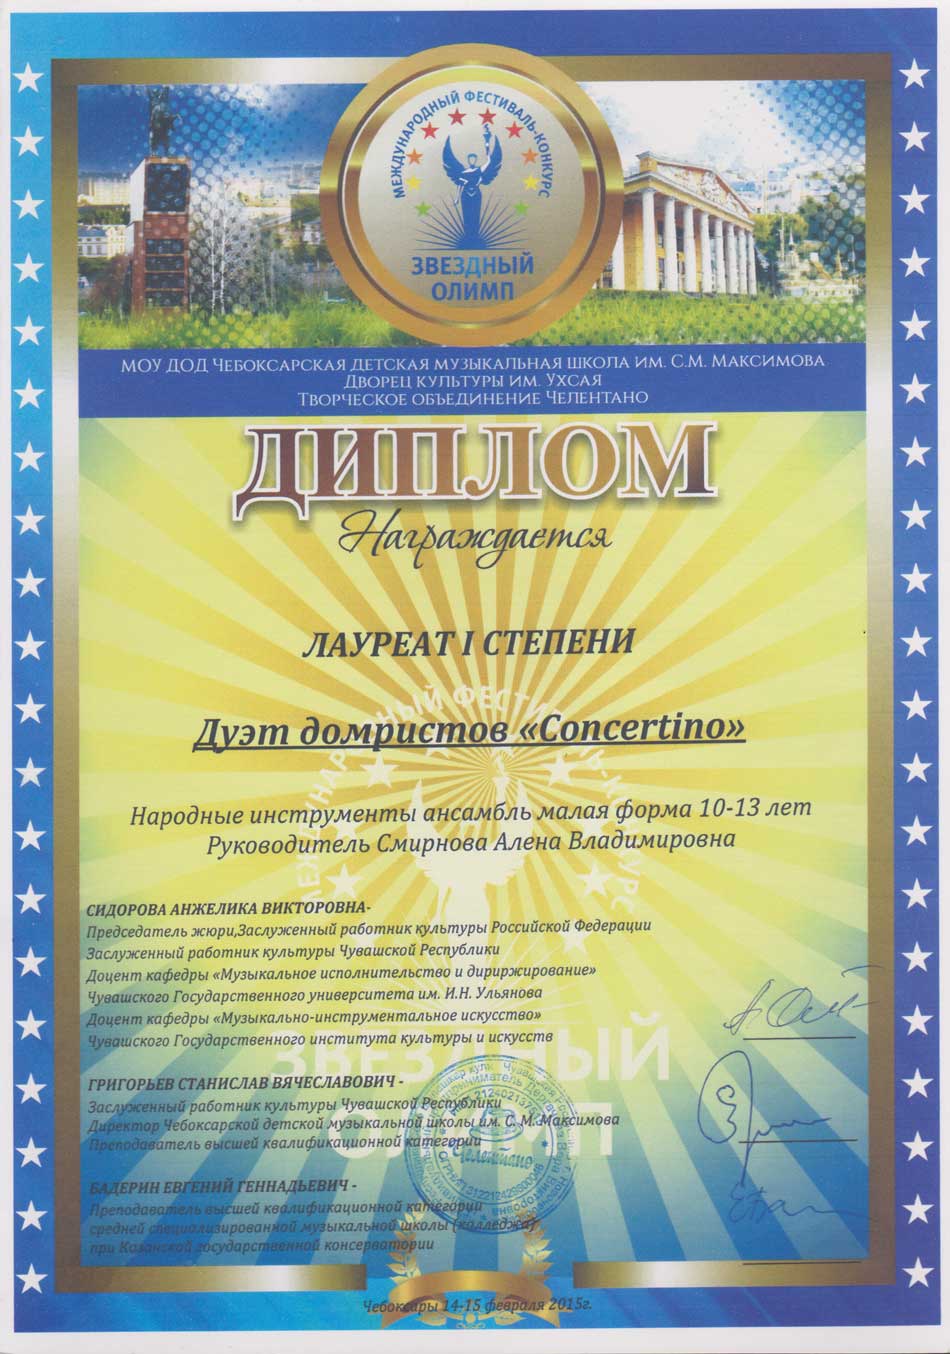 МЕЖДУНАРОДНЫЙ ФЕСТИВАЛЬ-КОНКУРС
ЗВЕЗДНЫЙ
ОЛИМП
МОУ ДОД Чебоксарская детская музыкальная школа им. С.М. Максимова
Дворец культуры им. Ухсая
Творческое объединение Челентано
ДИПЛОМ
Награждается
ЛАУРЕАТ I СТЕПЕНИ
Дуэт домристов «Concertino»
Народные инструменты ансамбль малая форма 10-13 лет
Руководитель Смирнова Алена Владимировна
СИДОРОВА АНЖЕЛИКА ВИКТОРОВНА-
Председатель жюри,Заслуженный работник культуры Российской Федерации
Заслуженный работник культуры Чувашской Республики
Доцент кафедры «Музыкальное исполнительство и дириржирование»
Чувашского Государственного университета им. И.Н. Ульянова
Доцент кафедры «Музыкально-инструментальное искусство»
Чувашского Государственного института культуры и искусств
ЗВЕЗДНЫЙ
ОЛИМП
ГРИГОРЬЕВ СТАНИСЛАВ ВЯЧЕСЛАВОВИЧ -
Заслуженный работник культуры Чувашской Республики
Директор Чебоксарской детской музыкальной школы им. С. М. Максимова
Преподаватель высшей квалификационной категории
Челентано
БАДЕРИН ЕВГЕНИЙ ГЕННАДЬЕВИЧ -
Преподаватель высшей квалификационной категории
средней специализированной музыкальной школы (колледжа)
при Казанской государственной консерватории
Чебоксары 14-15 февраля 2015г.